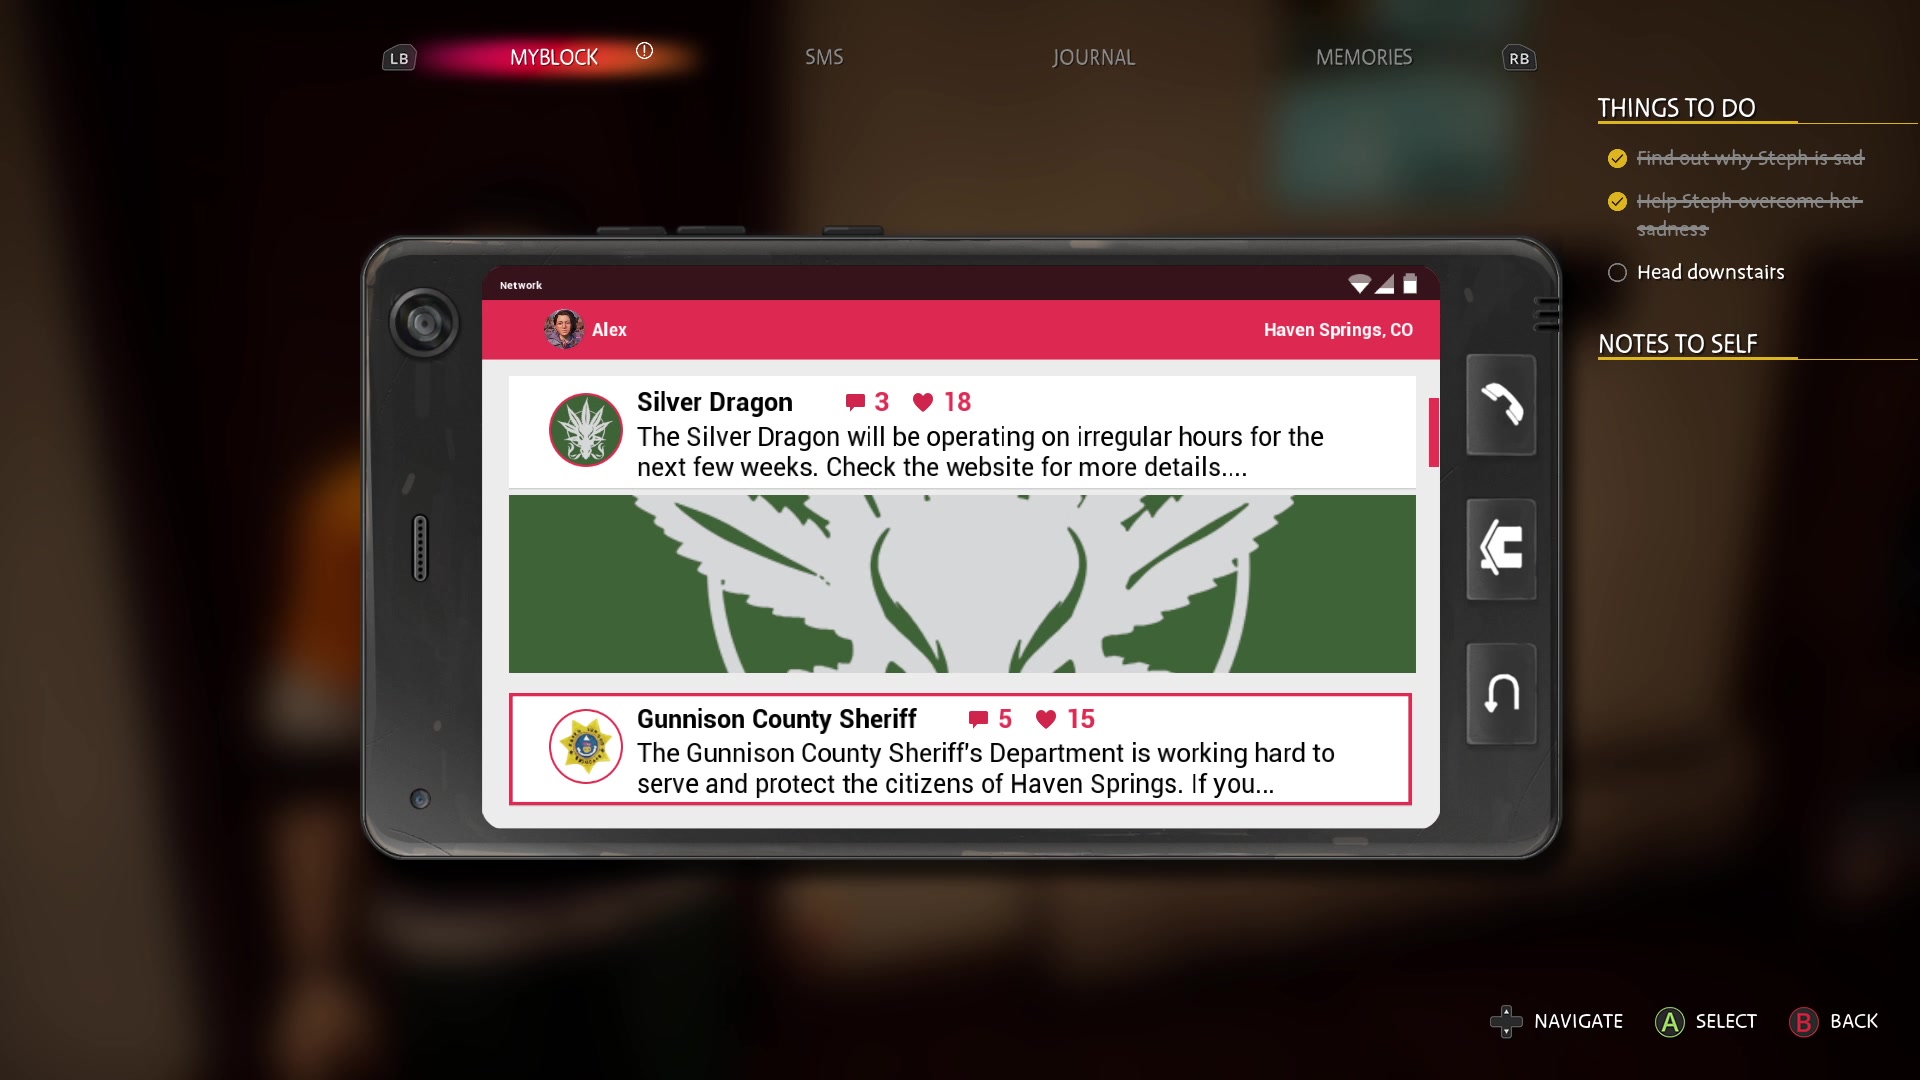 LB
MYBLOCK
SMS
JOURNAL
MEMORIES
RB
THINGS TO DO
Find out why Steph is sad
Help Steph overcome her
sadness
Head downstairs
NOTES TO SELF
Network
Alex
Haven Springs, CO
Silver Dragon 3 18
The Silver Dragon will be operating on irregular hours for the
next few weeks. Check the website for more details....
Gunnison County Sheriff 5 15
The Gunnison County Sheriff's Department is working hard to
serve and protect the citizens of Haven Springs. If you...
NAVIGATE
A SELECT
B BACK